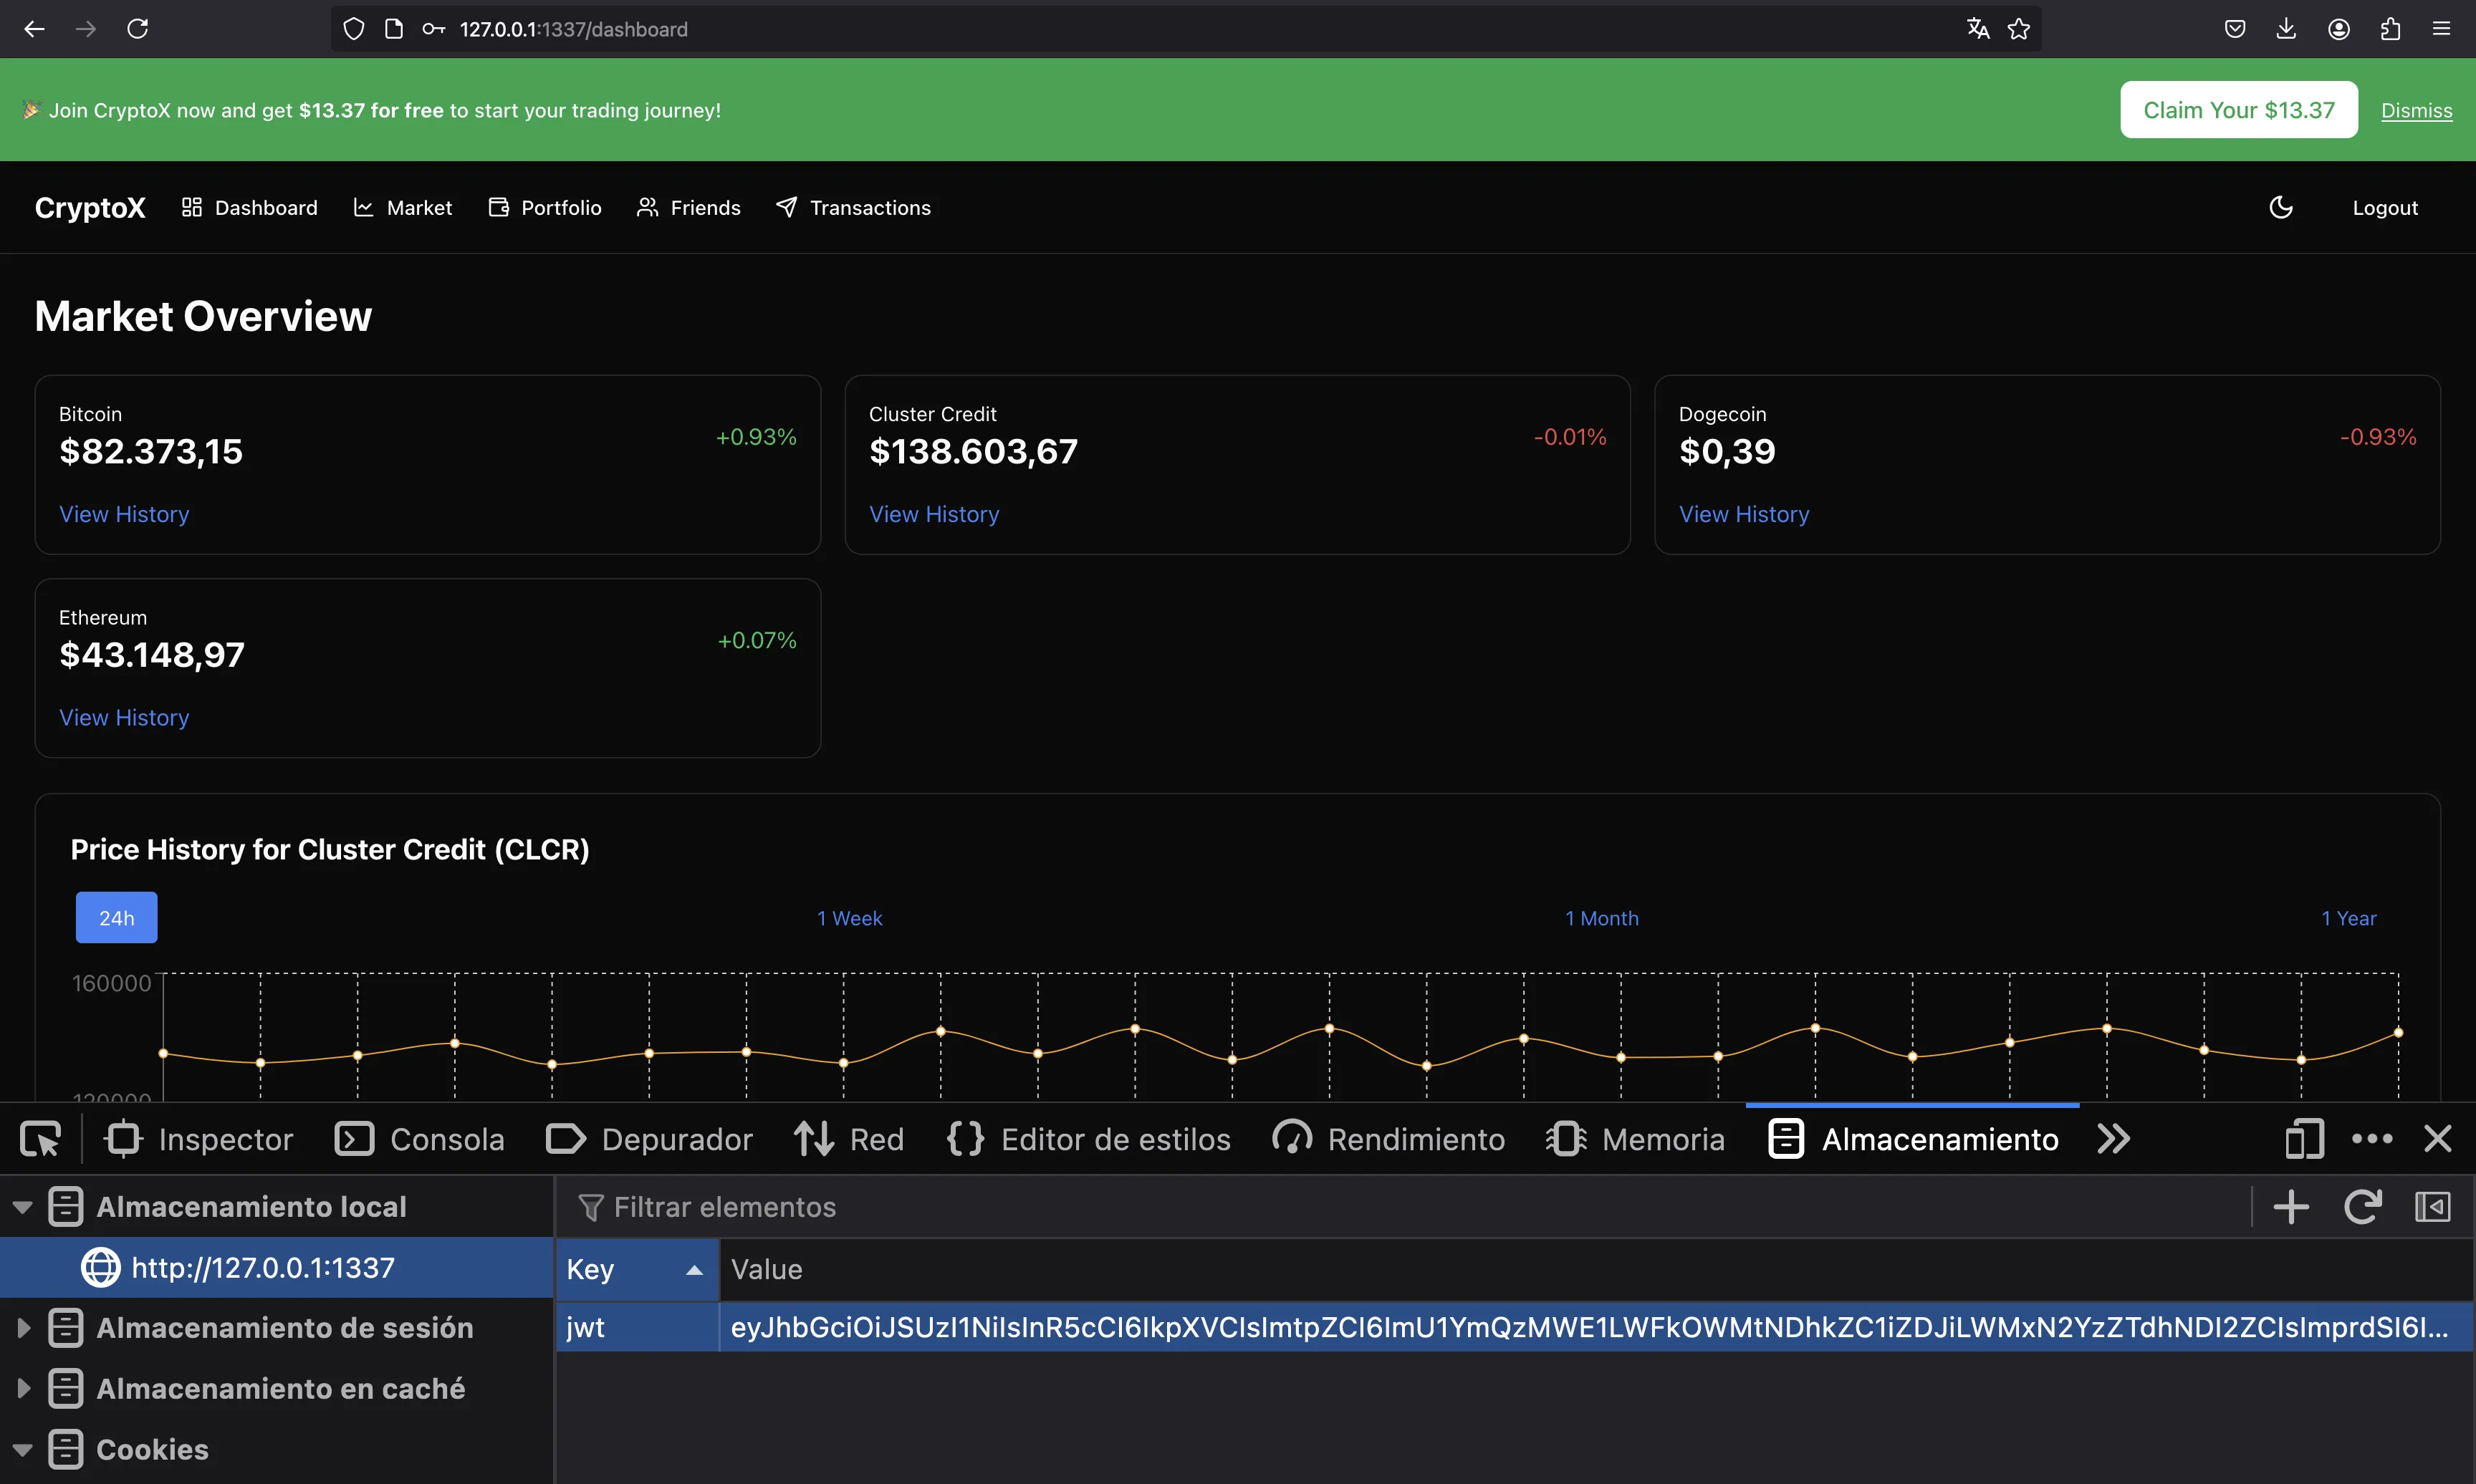 127.0.0.1:1337/dashboard
🎉 Join CryptoX now and get $13.37 for free to start your trading journey!
Claim Your $13.37
Dismiss
CryptoX
Dashboard
Market
Portfolio
Friends
Transactions
Logout
Market Overview
Bitcoin
$82.373,15
+0.93%
View History
Cluster Credit
$138.603,67
-0.01%
View History
Dogecoin
$0,39
-0.93%
View History
Ethereum
$43.148,97
+0.07%
View History
Price History for Cluster Credit (CLCR)
24h
1 Week
1 Month
1 Year
160000
120000
Inspector
Consola
Depurador
Red
Editor de estilos
Rendimiento
Memoria
Almacenamiento
Almacenamiento local
http://127.0.0.1:1337
Almacenamiento de sesión
Almacenamiento en caché
Cookies
Filtrar elementos
Key
Value
jwt
eyJhbGciOiJSUzI1NiIsInR5cCI6IkpXVCIsImtpZCI6ImU1YmQzMWE1LWFkOWMtNDhkZC1iZDJiLWMxN2YzZTdhNDI2ZCIsImprdSI6I...